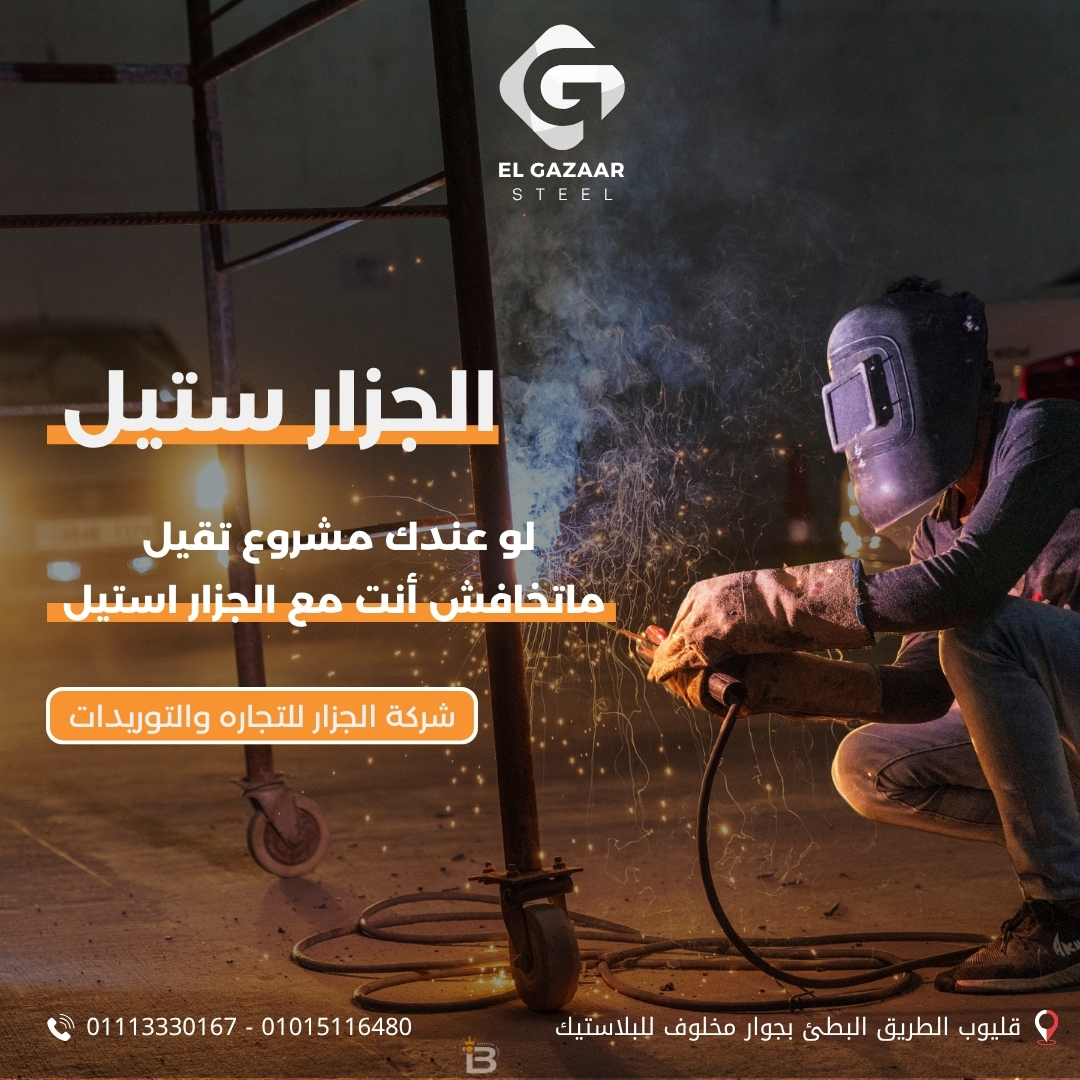 EL GAZAAR
STEEL
الجزار ستيل
لو عندك مشروع تقيل
ماتخافش أنت مع الجزار استيل
شركة الجزار للتجاره والتوريدات
قليوب الطريق البطئ بجوار مخلوف للبلاستيك
01113330167 - 01015116480